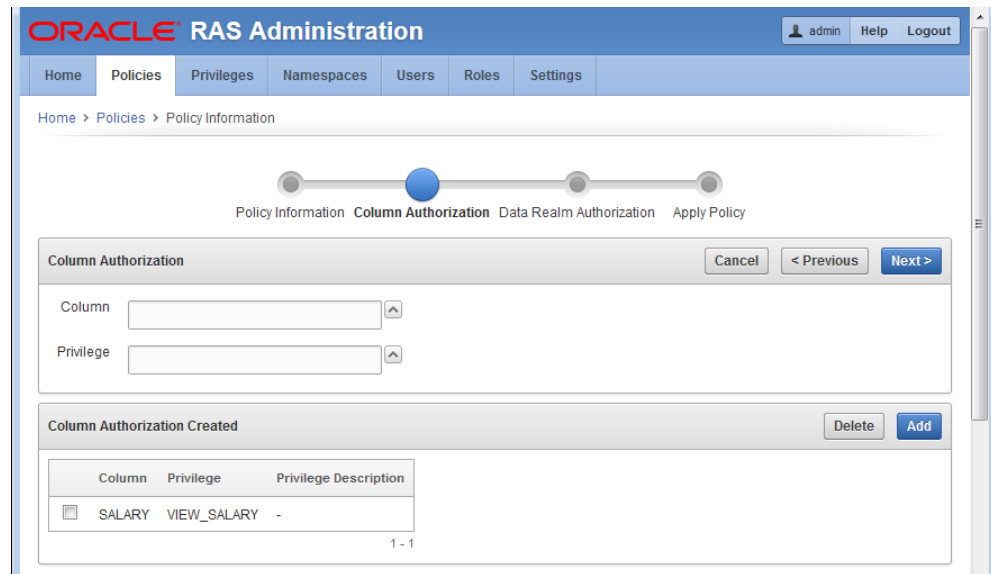 ORACLE RAS Administration
admin Help Logout
Home Policies Privileges Namespaces Users Roles Settings
Home > Policies > Policy Information
Policy Information Column Authorization Data Realm Authorization Apply Policy
Column Authorization Cancel < Previous Next >
Column
Privilege
Column Authorization Created Delete Add
Column Privilege Privilege Description
SALARY VIEW_SALARY -
1 - 1